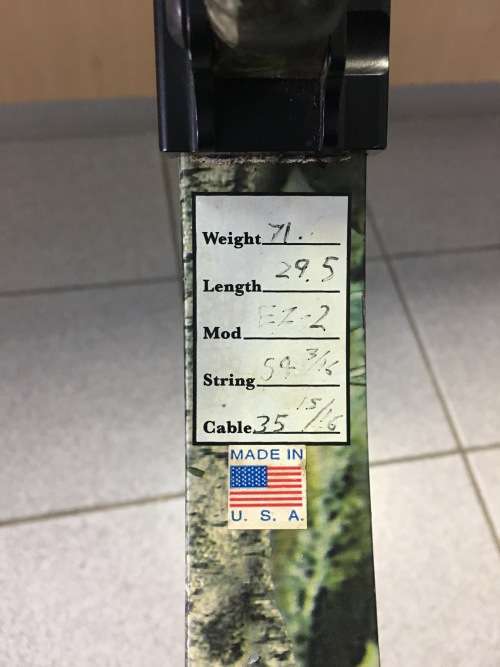 Weight 71.
Length 29.5
Mod EZ-2
String 59 3/16
Cable 35 15/16
MADE IN
U. S. A.